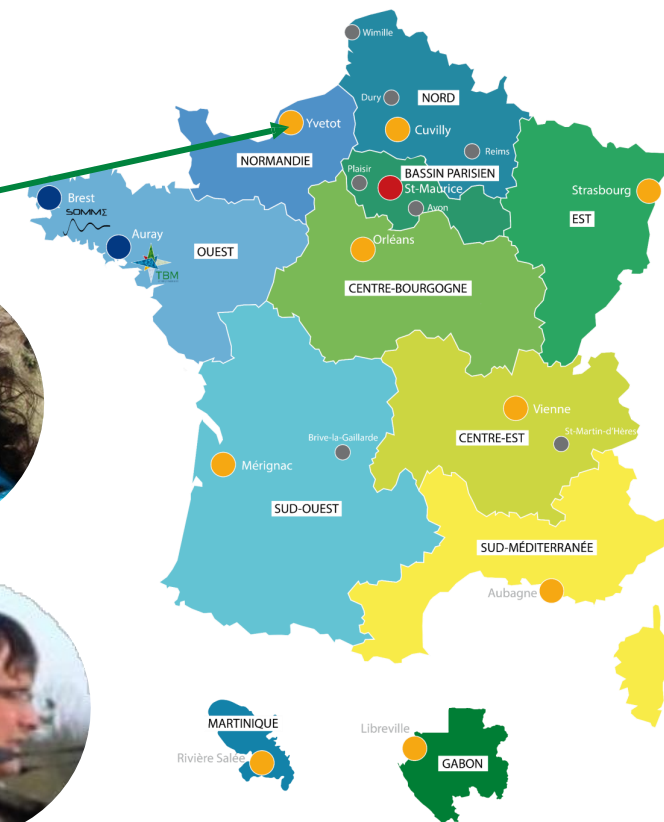 Wimille
Dury
NORD
Yvetot
Cuvilly
NORMANDIE
Reims
Plaisir
BASSIN PARISIEN
St-Maurice
Strasbourg
Brest
Avon
SOMMΣ
EST
Auray
Orléans
OUEST
TBM
CENTRE-BOURGOGNE
Vienne
St-Martin-d'Hères
Brive-la-Gaillarde
CENTRE-EST
Mérignac
SUD-OUEST
SUD-MÉDITERRANÉE
Aubagne
MARTINIQUE
Libreville
Rivière Salée
GABON